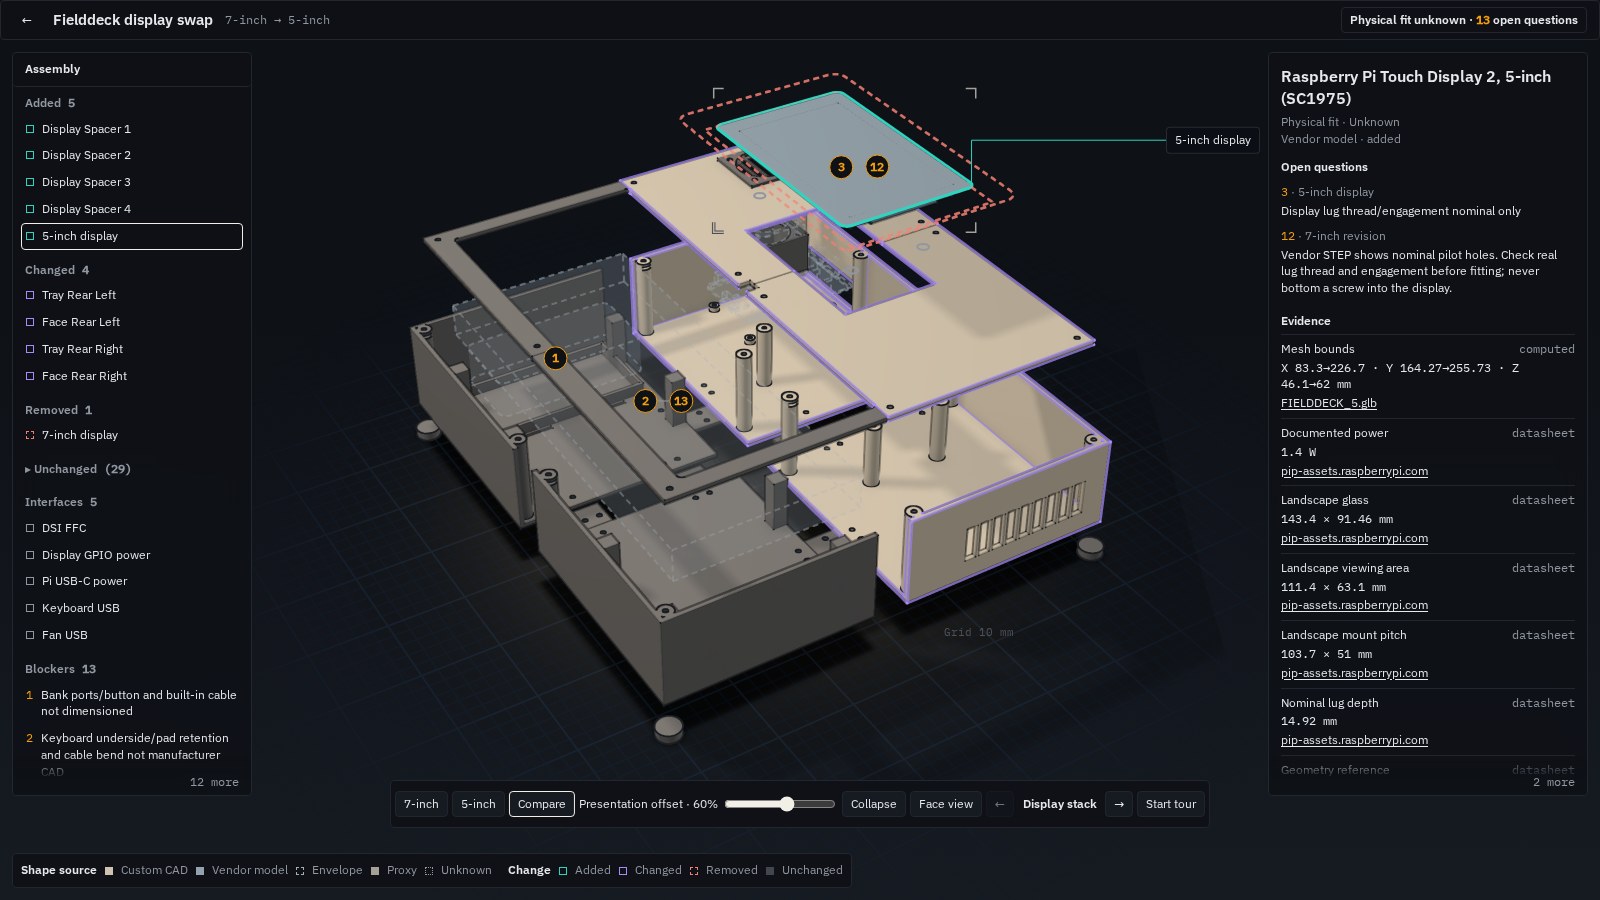 ← Fielddeck display swap 7-inch → 5-inch
Physical fit unknown · 13 open questions
Assembly
Added 5
Display Spacer 1
Display Spacer 2
Display Spacer 3
Display Spacer 4
5-inch display
Changed 4
Tray Rear Left
Face Rear Left
Tray Rear Right
Face Rear Right
Removed 1
7-inch display
▸ Unchanged (29)
Interfaces 5
DSI FFC
Display GPIO power
Pi USB-C power
Keyboard USB
Fan USB
Blockers 13
1 Bank ports/button and built-in cable
not dimensioned
2 Keyboard underside/pad retention
and cable bend not manufacturer
CAD
12 more
3 12
5-inch display
1
2 13
Grid 10 mm
Raspberry Pi Touch Display 2, 5-inch
(SC1975)
Physical fit · Unknown
Vendor model · added
Open questions
3 · 5-inch display
Display lug thread/engagement nominal only
12 · 7-inch revision
Vendor STEP shows nominal pilot holes. Check real
lug thread and engagement before fitting; never
bottom a screw into the display.
Evidence
Mesh bounds computed
X 83.3→226.7 · Y 164.27→255.73 · Z
46.1→62 mm
FIELDDECK_5.glb
Documented power datasheet
1.4 W
pip-assets.raspberrypi.com
Landscape glass datasheet
143.4 × 91.46 mm
pip-assets.raspberrypi.com
Landscape viewing area datasheet
111.4 × 63.1 mm
pip-assets.raspberrypi.com
Landscape mount pitch datasheet
103.7 × 51 mm
pip-assets.raspberrypi.com
Nominal lug depth datasheet
14.92 mm
pip-assets.raspberrypi.com
Geometry reference datasheet
2 more
7-inch 5-inch Compare Presentation offset · 60% Collapse Face view ← Display stack → Start tour
Shape source Custom CAD Vendor model Envelope Proxy Unknown Change Added Changed Removed Unchanged